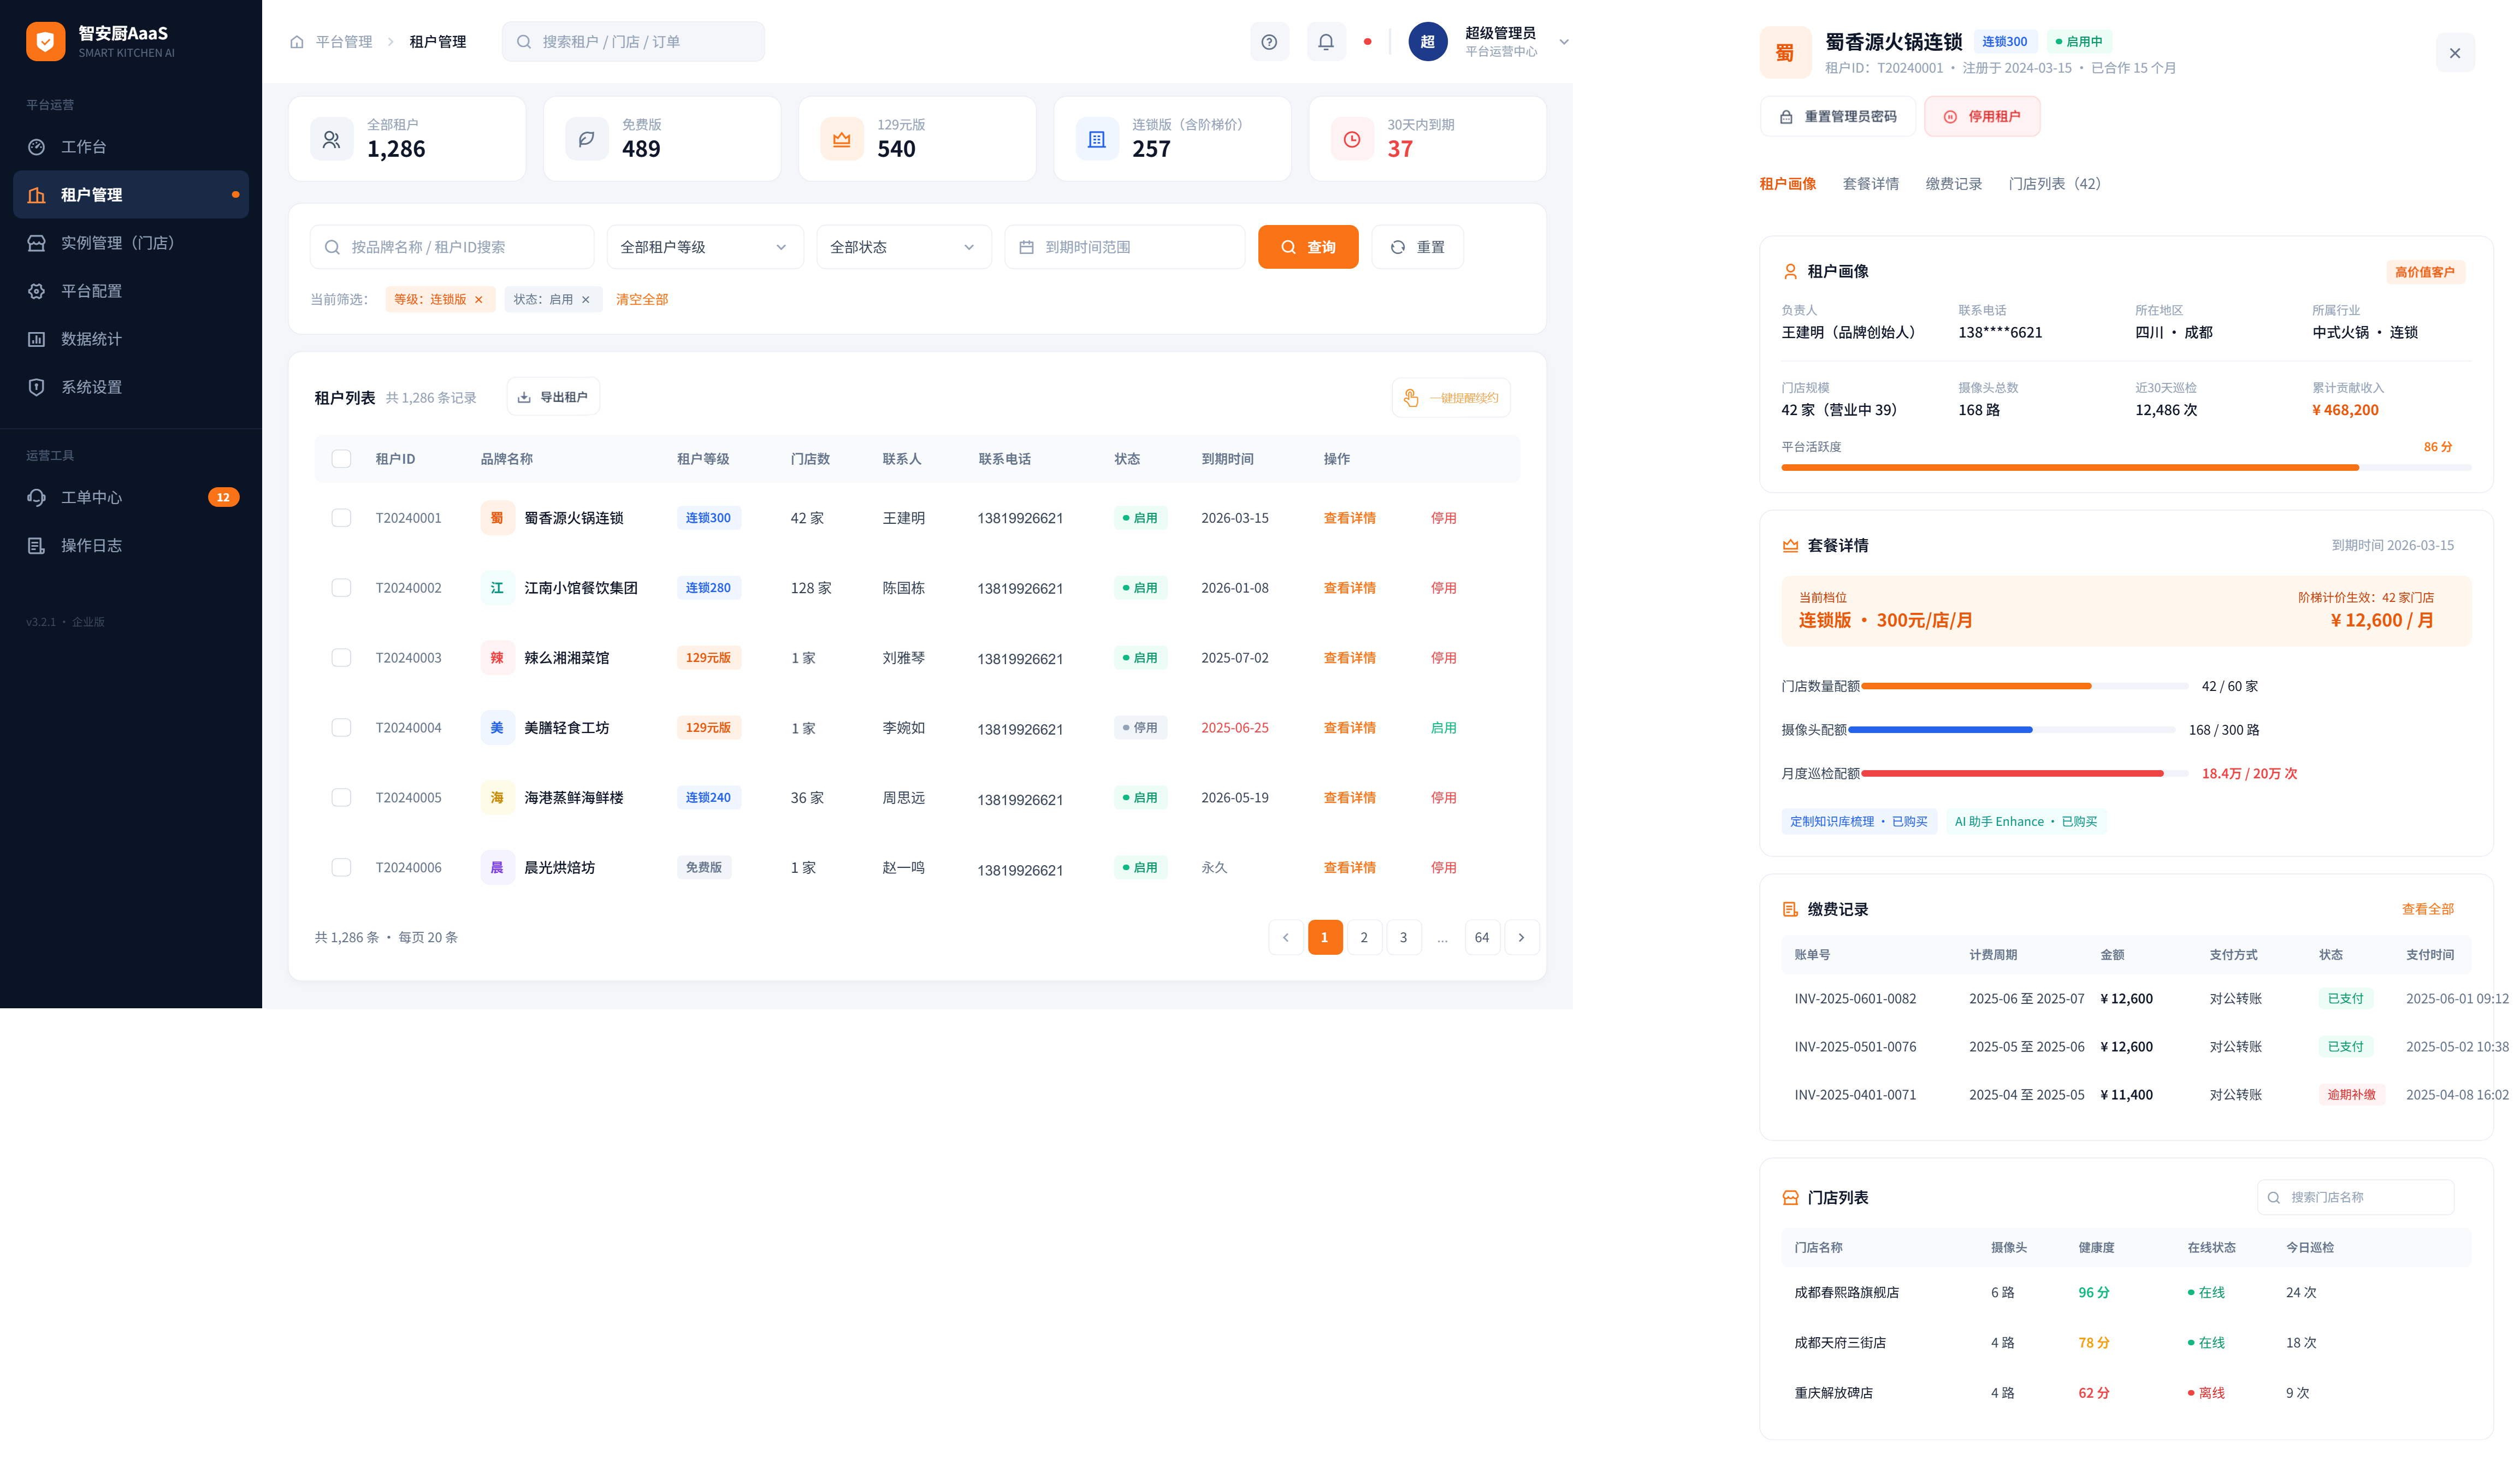 智安厨AaaS
SMART KITCHEN AI
平台运营
工作台
租户管理
实例管理（门店）
平台配置
数据统计
系统设置
运营工具
工单中心 12
操作日志
v3.2.1 · 企业版
平台管理 > 租户管理
搜索租户 / 门店 / 订单
超
超级管理员
平台运营中心
全部租户
1,286
免费版
489
129元版
540
连锁版（含阶梯价）
257
30天内到期
37
按品牌名称 / 租户ID搜索
全部租户等级
全部状态
到期时间范围
查询
重置
当前筛选： 等级：连锁版 × 状态：启用 × 清空全部
租户列表 共 1,286 条记录 导出租户 一键提醒续约
租户ID 品牌名称 租户等级 门店数 联系人 联系电话 状态 到期时间 操作
T20240001 蜀 蜀香源火锅连锁 连锁300 42 家 王建明 13819926621 启用 2026-03-15 查看详情 停用
T20240002 江 江南小馆餐饮集团 连锁280 128 家 陈国栋 13819926621 启用 2026-01-08 查看详情 停用
T20240003 辣 辣么湘湘菜馆 129元版 1 家 刘雅琴 13819926621 启用 2025-07-02 查看详情 停用
T20240004 美 美膳轻食工坊 129元版 1 家 李婉如 13819926621 停用 2025-06-25 查看详情 启用
T20240005 海 海港蒸鲜海鲜楼 连锁240 36 家 周思远 13819926621 启用 2026-05-19 查看详情 停用
T20240006 晨 晨光烘焙坊 免费版 1 家 赵一鸣 13819926621 启用 永久 查看详情 停用
共 1,286 条 · 每页 20 条
< 1 2 3 ... 64 >
蜀
蜀香源火锅连锁 连锁300 启用中
租户ID：T20240001 · 注册于 2024-03-15 · 已合作 15 个月
重置管理员密码
停用租户
租户画像 套餐详情 缴费记录 门店列表（42）
租户画像 高价值客户
负责人 联系电话 所在地区 所属行业
王建明（品牌创始人） 138****6621 四川 · 成都 中式火锅 · 连锁
门店规模 摄像头总数 近30天巡检 累计贡献收入
42 家（营业中 39） 168 路 12,486 次 ¥ 468,200
平台活跃度 86 分
套餐详情 到期时间 2026-03-15
当前档位 阶梯计价生效：42 家门店
连锁版 · 300元/店/月 ¥ 12,600 / 月
门店数量配额 42 / 60 家
摄像头配额 168 / 300 路
月度巡检配额 18.4万 / 20万 次
定制知识库梳理 · 已购买 AI 助手 Enhance · 已购买
缴费记录 查看全部
账单号 计费周期 金额 支付方式 状态 支付时间
INV-2025-0601-0082 2025-06 至 2025-07 ¥ 12,600 对公转账 已支付 2025-06-01 09:12
INV-2025-0501-0076 2025-05 至 2025-06 ¥ 12,600 对公转账 已支付 2025-05-02 10:38
INV-2025-0401-0071 2025-04 至 2025-05 ¥ 11,400 对公转账 逾期补缴 2025-04-08 16:02
门店列表 搜索门店名称
门店名称 摄像头 健康度 在线状态 今日巡检
成都春熙路旗舰店 6 路 96 分 在线 24 次
成都天府三街店 4 路 78 分 在线 18 次
重庆解放碑店 4 路 62 分 离线 9 次